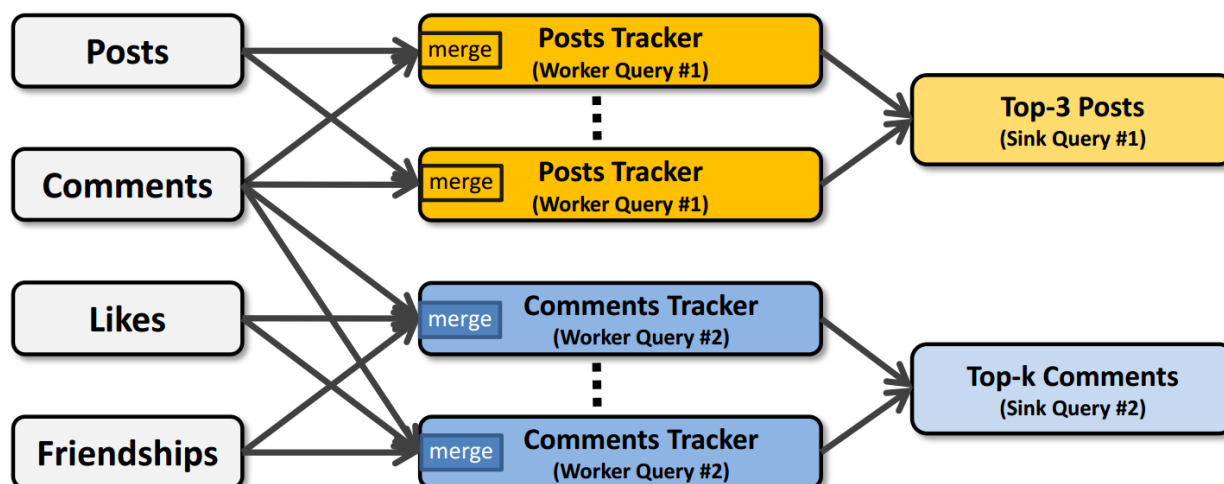 Posts
Comments
Likes
Friendships
merge
Posts Tracker
(Worker Query #1)
merge
Posts Tracker
(Worker Query #1)
merge
Comments Tracker
(Worker Query #2)
merge
Comments Tracker
(Worker Query #2)
Top-3 Posts
(Sink Query #1)
Top-k Comments
(Sink Query #2)